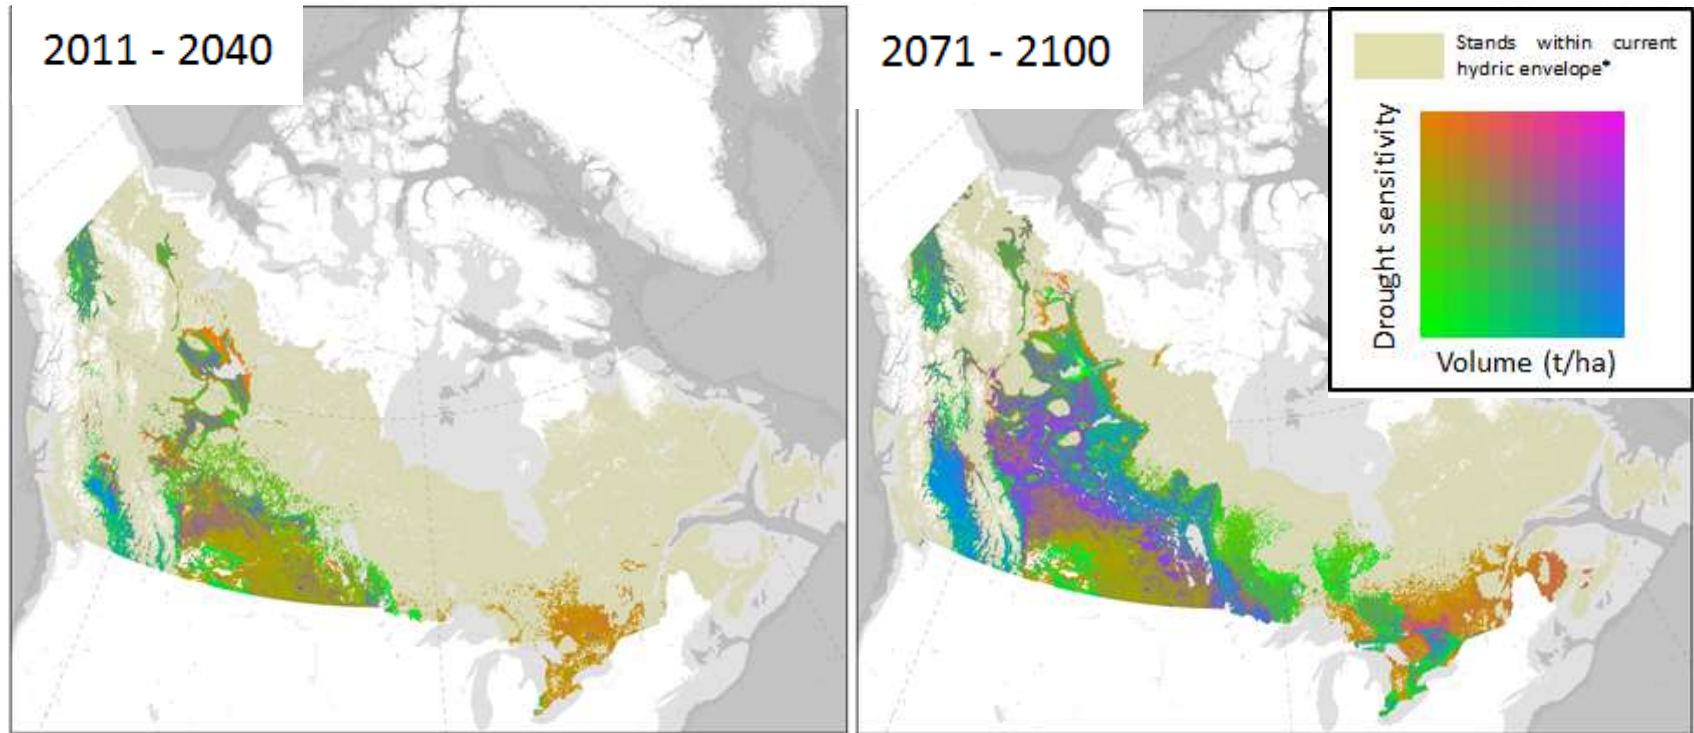 2011 - 2040
2071 - 2100
Stands within current
hydric envelope*
Drought sensitivity
Volume (t/ha)